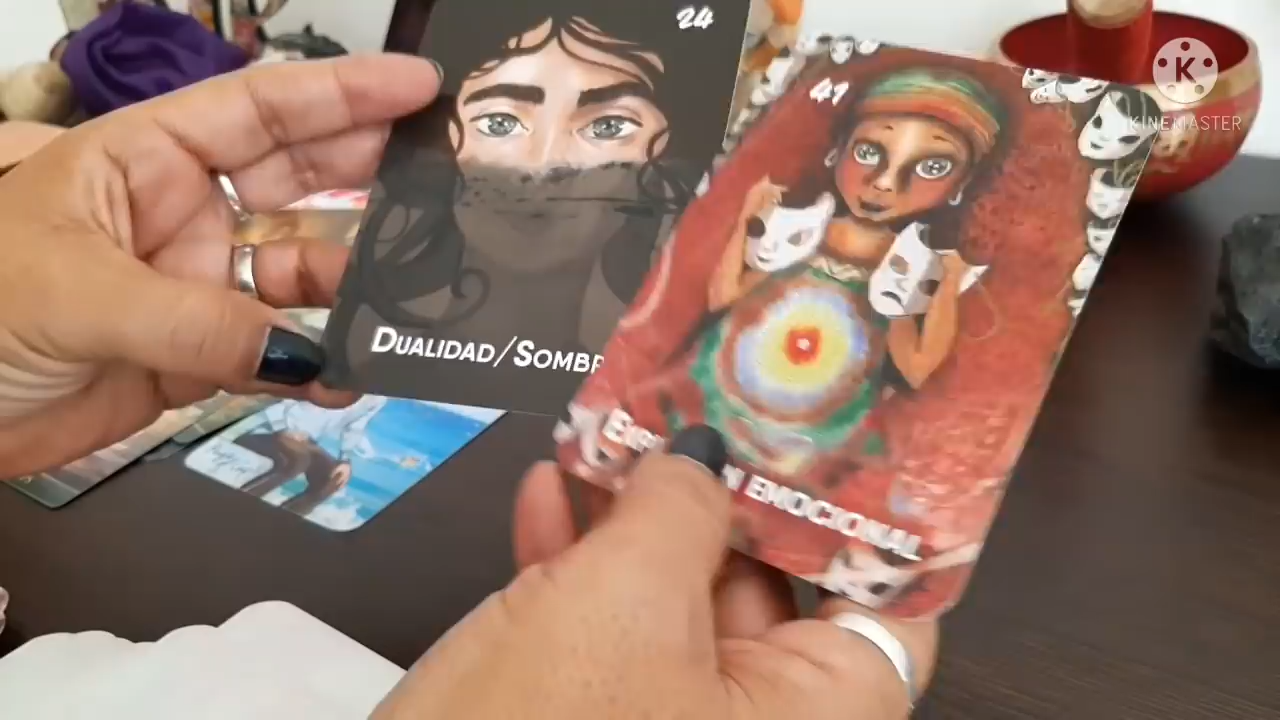 24
41
K
KINEMASTER
DUALIDAD/SOMBR
EMOCIONAL